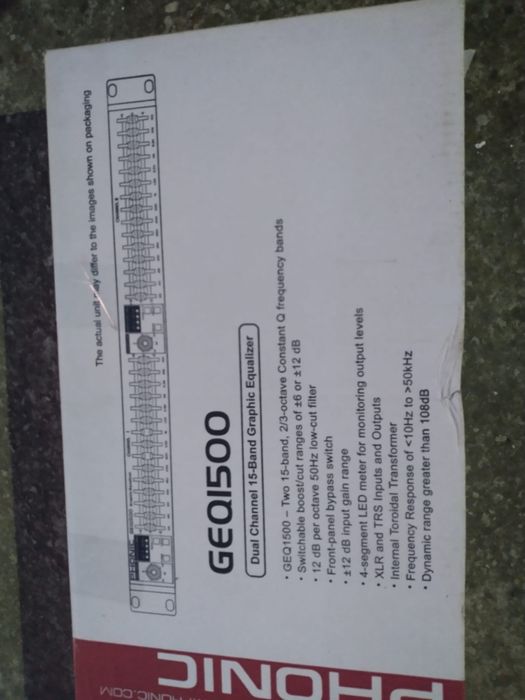 The actual unit may differ to the images shown on packaging
PHONIC
GEQ1500
Dual Channel 15-Band Graphic Equalizer
• GEQ1500 – Two 15-band, 2/3-octave Constant Q frequency bands
• Switchable boost/cut ranges of ±6 or ±12 dB
• 12 dB per octave 50Hz low-cut filter
• Front-panel bypass switch
• ±12 dB input gain range
• 4-segment LED meter for monitoring output levels
• XLR and TRS Inputs and Outputs
• Internal Toroidal Transformer
• Frequency Response of <10Hz to >50kHz
• Dynamic range greater than 108dB
PHONIC.COM
PHONIC